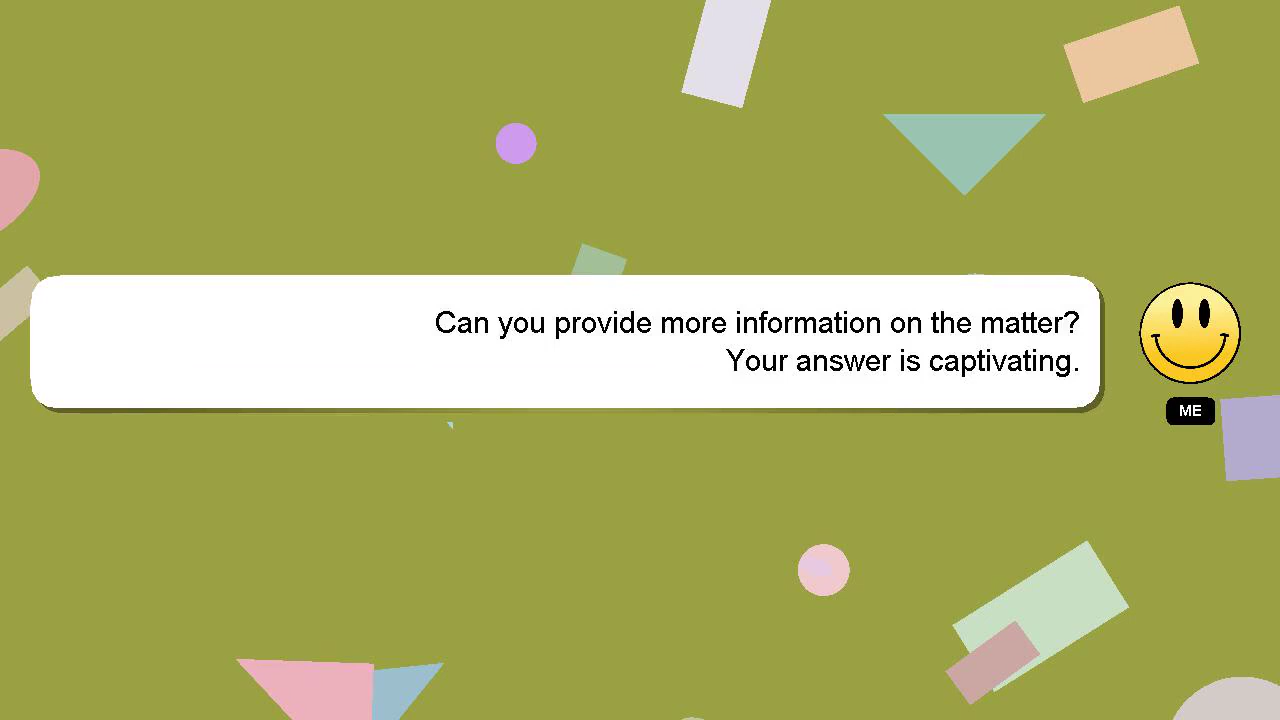 Can you provide more information on the matter?
Your answer is captivating.
ME